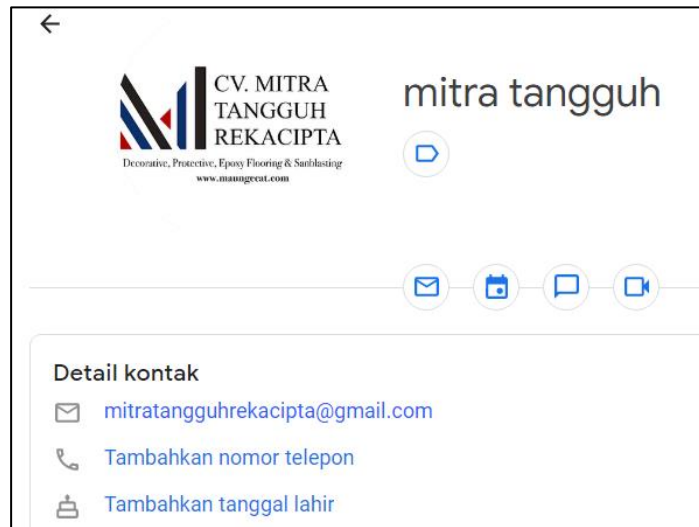 CV. MITRA
TANGGUH
REKACIPTA
Decorative, Protective, Epoxy Flooring & Sanblasting
www.maungecat.com
mitra tangguh
Detail kontak
mitratangguhrekacipta@gmail.com
Tambahkan nomor telepon
Tambahkan tanggal lahir